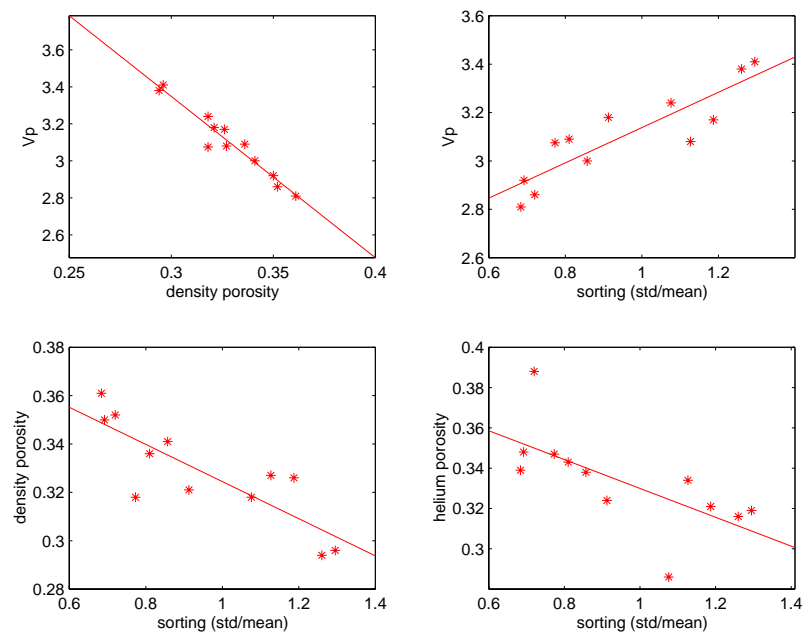 3.6
3.4
3.2
3
2.8
2.6
Vp
0.25 0.3 0.35 0.4
density porosity
3.6
3.4
3.2
3
2.8
2.6
Vp
0.6 0.8 1 1.2
sorting (std/mean)
0.38
0.36
0.34
0.32
0.3
0.28
density porosity
0.6 0.8 1 1.2 1.4
sorting (std/mean)
0.4
0.38
0.36
0.34
0.32
0.3
helium porosity
0.6 0.8 1 1.2 1.4
sorting (std/mean)